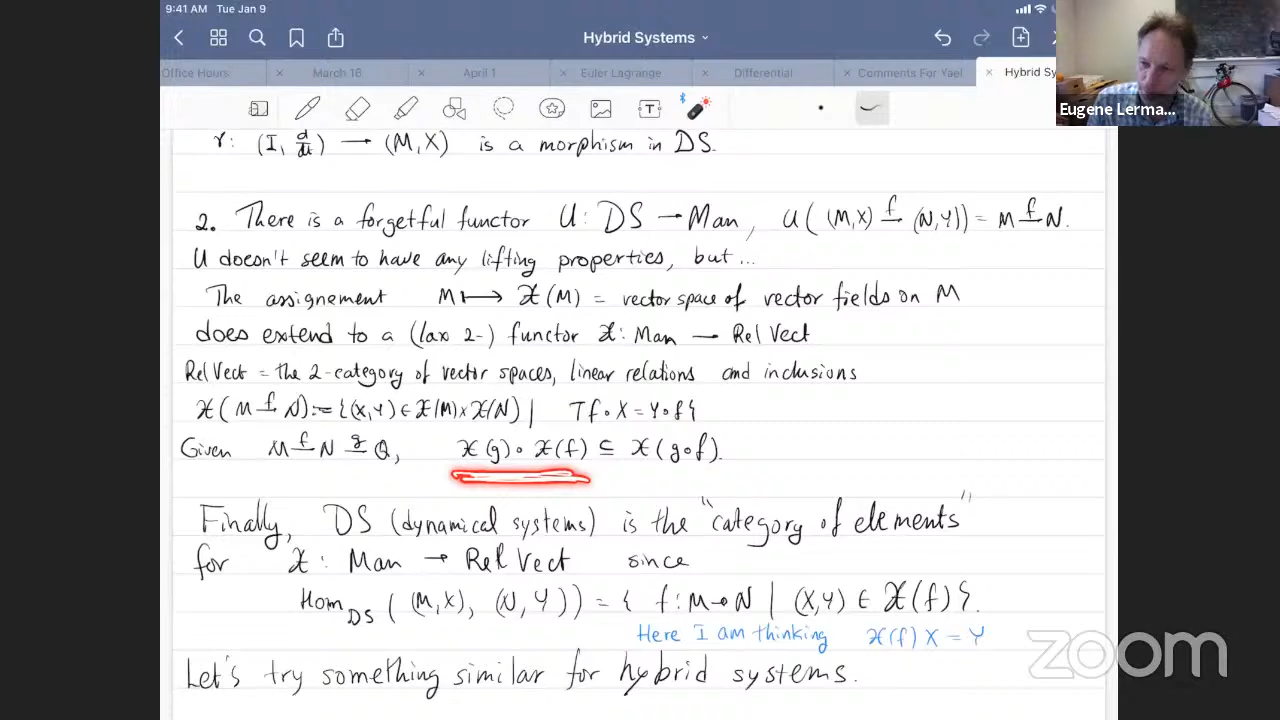 9:41 AM Tue Jan 9
Hybrid Systems
Office Hours
March 16
April 1
Euler Lagrange
Differential
Comments For Yael
Hybrid Sy
Eugene Lerma...
γ: (I, d/dt) → (M, X) is a morphism in DS.
2. There is a forgetful functor U: DS → Man, U((M,X) f→ (N,Y)) = M f→ N.
U doesn't seem to have any lifting properties, but ...
The assignement M ↦ 𝒳(M) = vector space of vector fields on M
does extend to a (lax 2-) functor 𝒳: Man → Rel Vect
Rel Vect = the 2-category of vector spaces, linear relations and inclusions
𝒳(M f→ N) := {(X,Y) ∈ 𝒳(M) × 𝒳(N) | Tf∘X = Y∘f}
Given M f→ N g→ Q, 𝒳(g)∘𝒳(f) ⊆ 𝒳(g∘f).
Finally, DS (dynamical systems) is the "category of elements"
for 𝒳: Man → Rel Vect since
Hom_DS((M,X), (N,Y)) = { f: M → N | (X,Y) ∈ 𝒳(f)}.
Here I am thinking 𝒳(f) X = Y
Let's try something similar for hybrid systems.
zoom